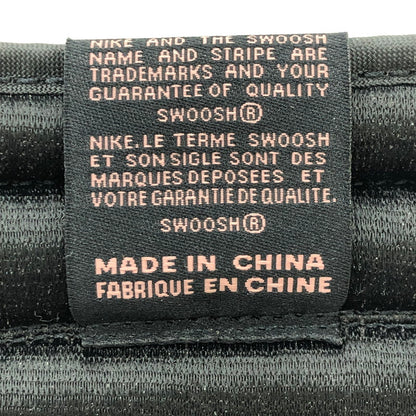 NIKE AND THE SWOOSH
NAME AND STRIPE ARE
TRADEMARKS AND YOUR
GUARANTEE OF QUALITY
SWOOSH®
NIKE.LE TERME SWOOSH
ET SON SIGLE SONT DES
MARQUES DEPOSEES ET
VOTRE GARANTIE DE QUALITE.
SWOOSH®
MADE IN CHINA
FABRIQUE EN CHINE